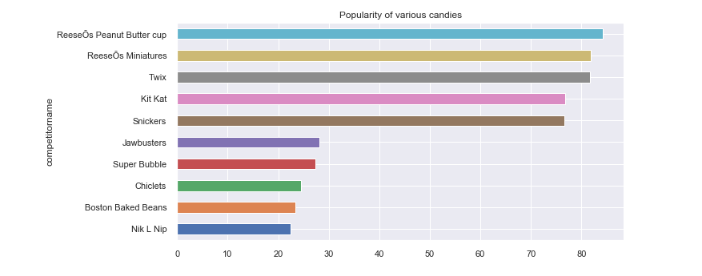 Popularity of various candies
ReeseÕs Peanut Butter cup
ReeseÕs Miniatures
Twix
Kit Kat
Snickers
competitorname
Jawbusters
Super Bubble
Chiclets
Boston Baked Beans
Nik L Nip
0 10 20 30 40 50 60 70 80